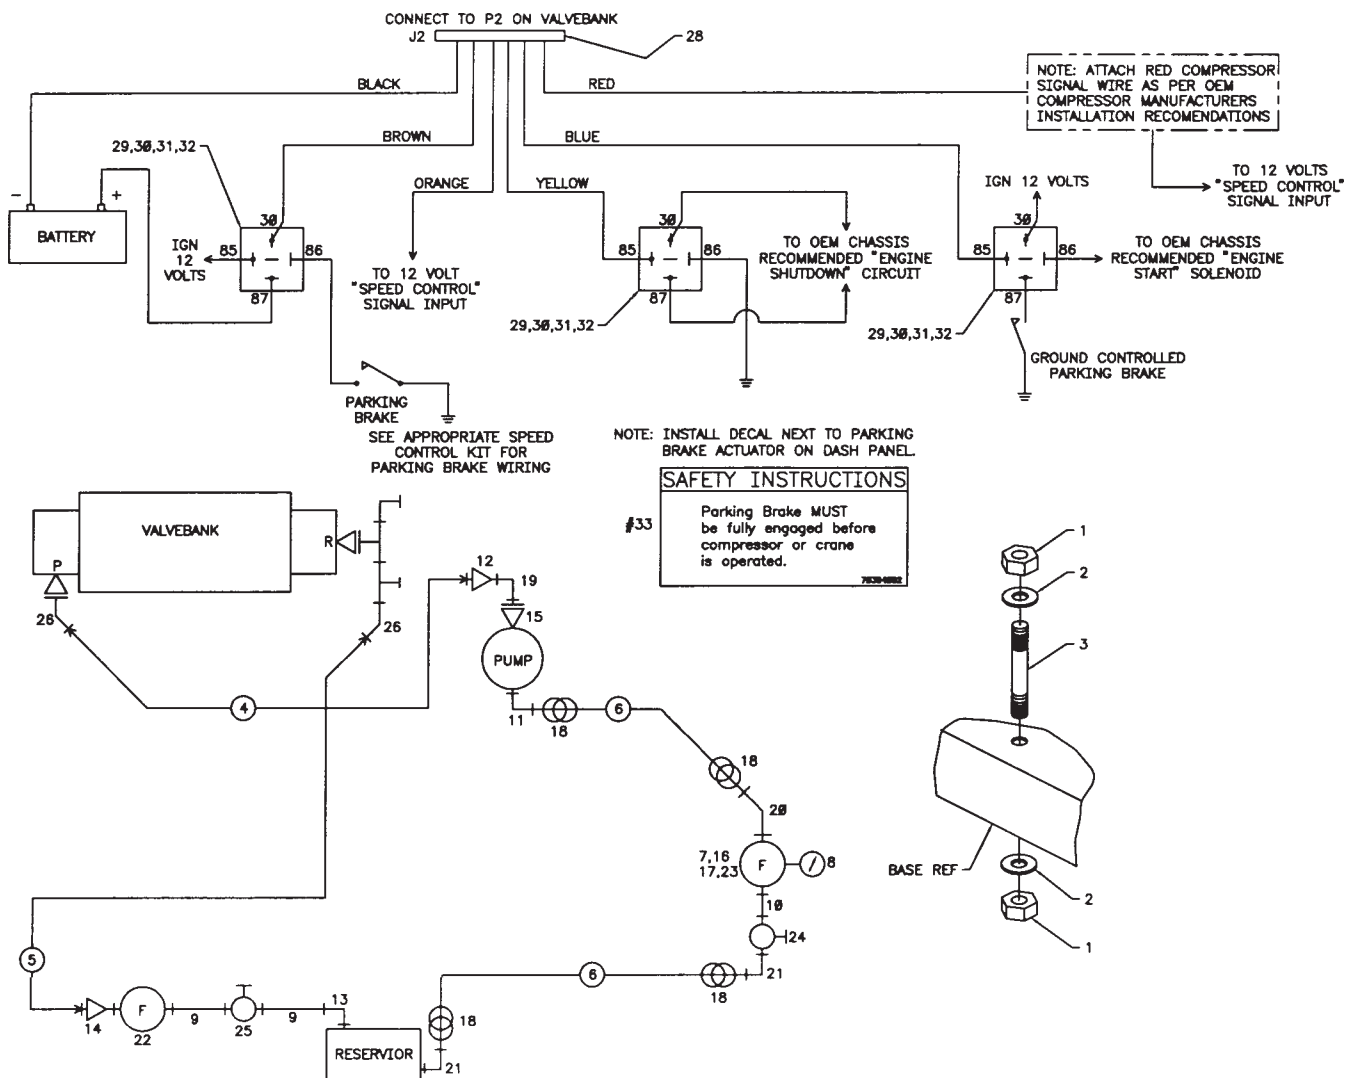 CONNECT TO P2 ON VALVEBANK
J2
28
BLACK
RED
NOTE: ATTACH RED COMPRESSOR
SIGNAL WIRE AS PER OEM
COMPRESSOR MANUFACTURERS
INSTALLATION RECOMENDATIONS
BROWN
BLUE
29,30,31,32
ORANGE
YELLOW
IGN 12 VOLTS
TO 12 VOLTS
"SPEED CONTROL"
SIGNAL INPUT
-
+
BATTERY
IGN
12
VOLTS
30
85
86
87
TO 12 VOLT
"SPEED CONTROL"
SIGNAL INPUT
30
85
86
87
29,30,31,32
TO OEM CHASSIS
RECOMMENDED "ENGINE
SHUTDOWN" CIRCUIT
30
85
86
87
29,30,31,32
TO OEM CHASSIS
RECOMMENDED "ENGINE
START" SOLENOID
GROUND CONTROLLED
PARKING BRAKE
PARKING
BRAKE
SEE APPROPRIATE SPEED
CONTROL KIT FOR
PARKING BRAKE WIRING
NOTE: INSTALL DECAL NEXT TO PARKING
BRAKE ACTUATOR ON DASH PANEL.
SAFETY INSTRUCTIONS
#33
Parking Brake MUST
be fully engaged before
compressor or crane
is operated.
VALVEBANK
R
P
26
26
12
19
15
PUMP
4
11
18
6
18
20
7,16
17,23
F
8
10
24
21
18
6
5
14
F
22
9
25
9
13
18
RESERVIOR
21
1
2
3
BASE REF
2
1